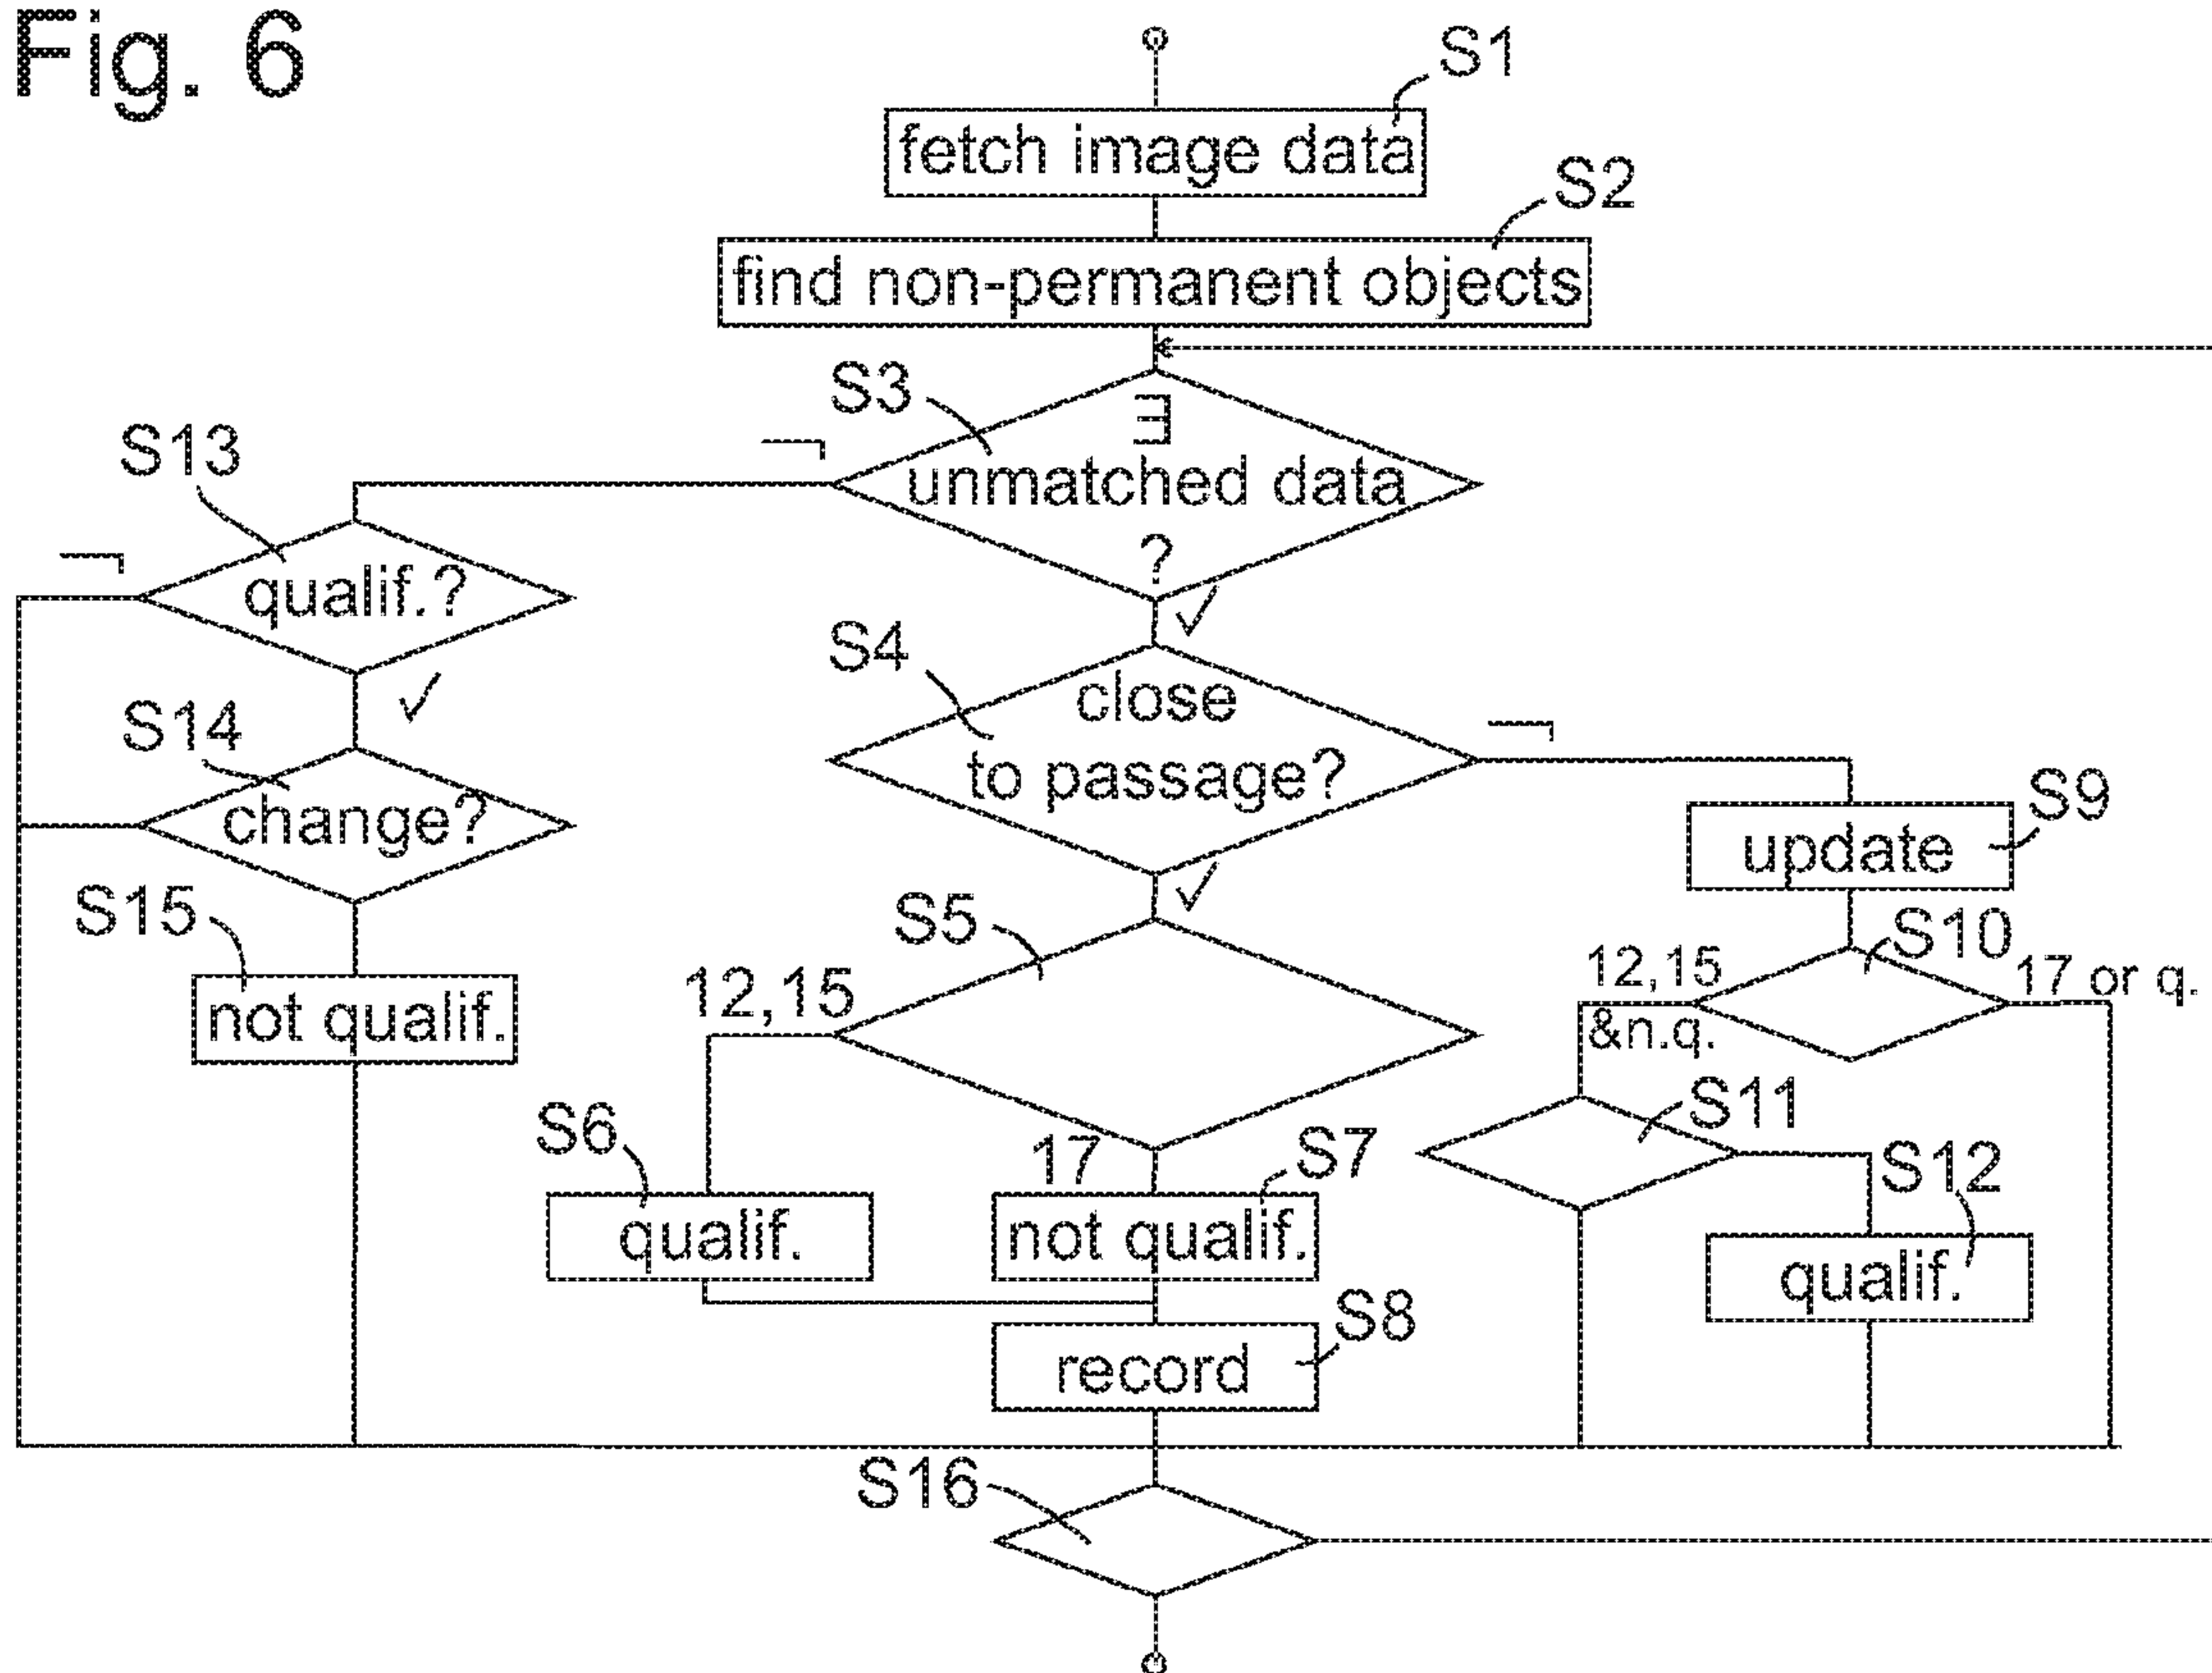 Fig. 6
S1
fetch image data
S2
find non-permanent objects
S3
∃
unmatched data
?
¬
✓
S13
qualif.?
¬
✓
S4
close
to passage?
¬
✓
S14
change?
S9
update
S15
not qualif.
S5
12,15
17
S10
12,15
&n.q.
17 or q.
S11
S6
qualif.
S7
not qualif.
S12
qualif.
S8
record
S16